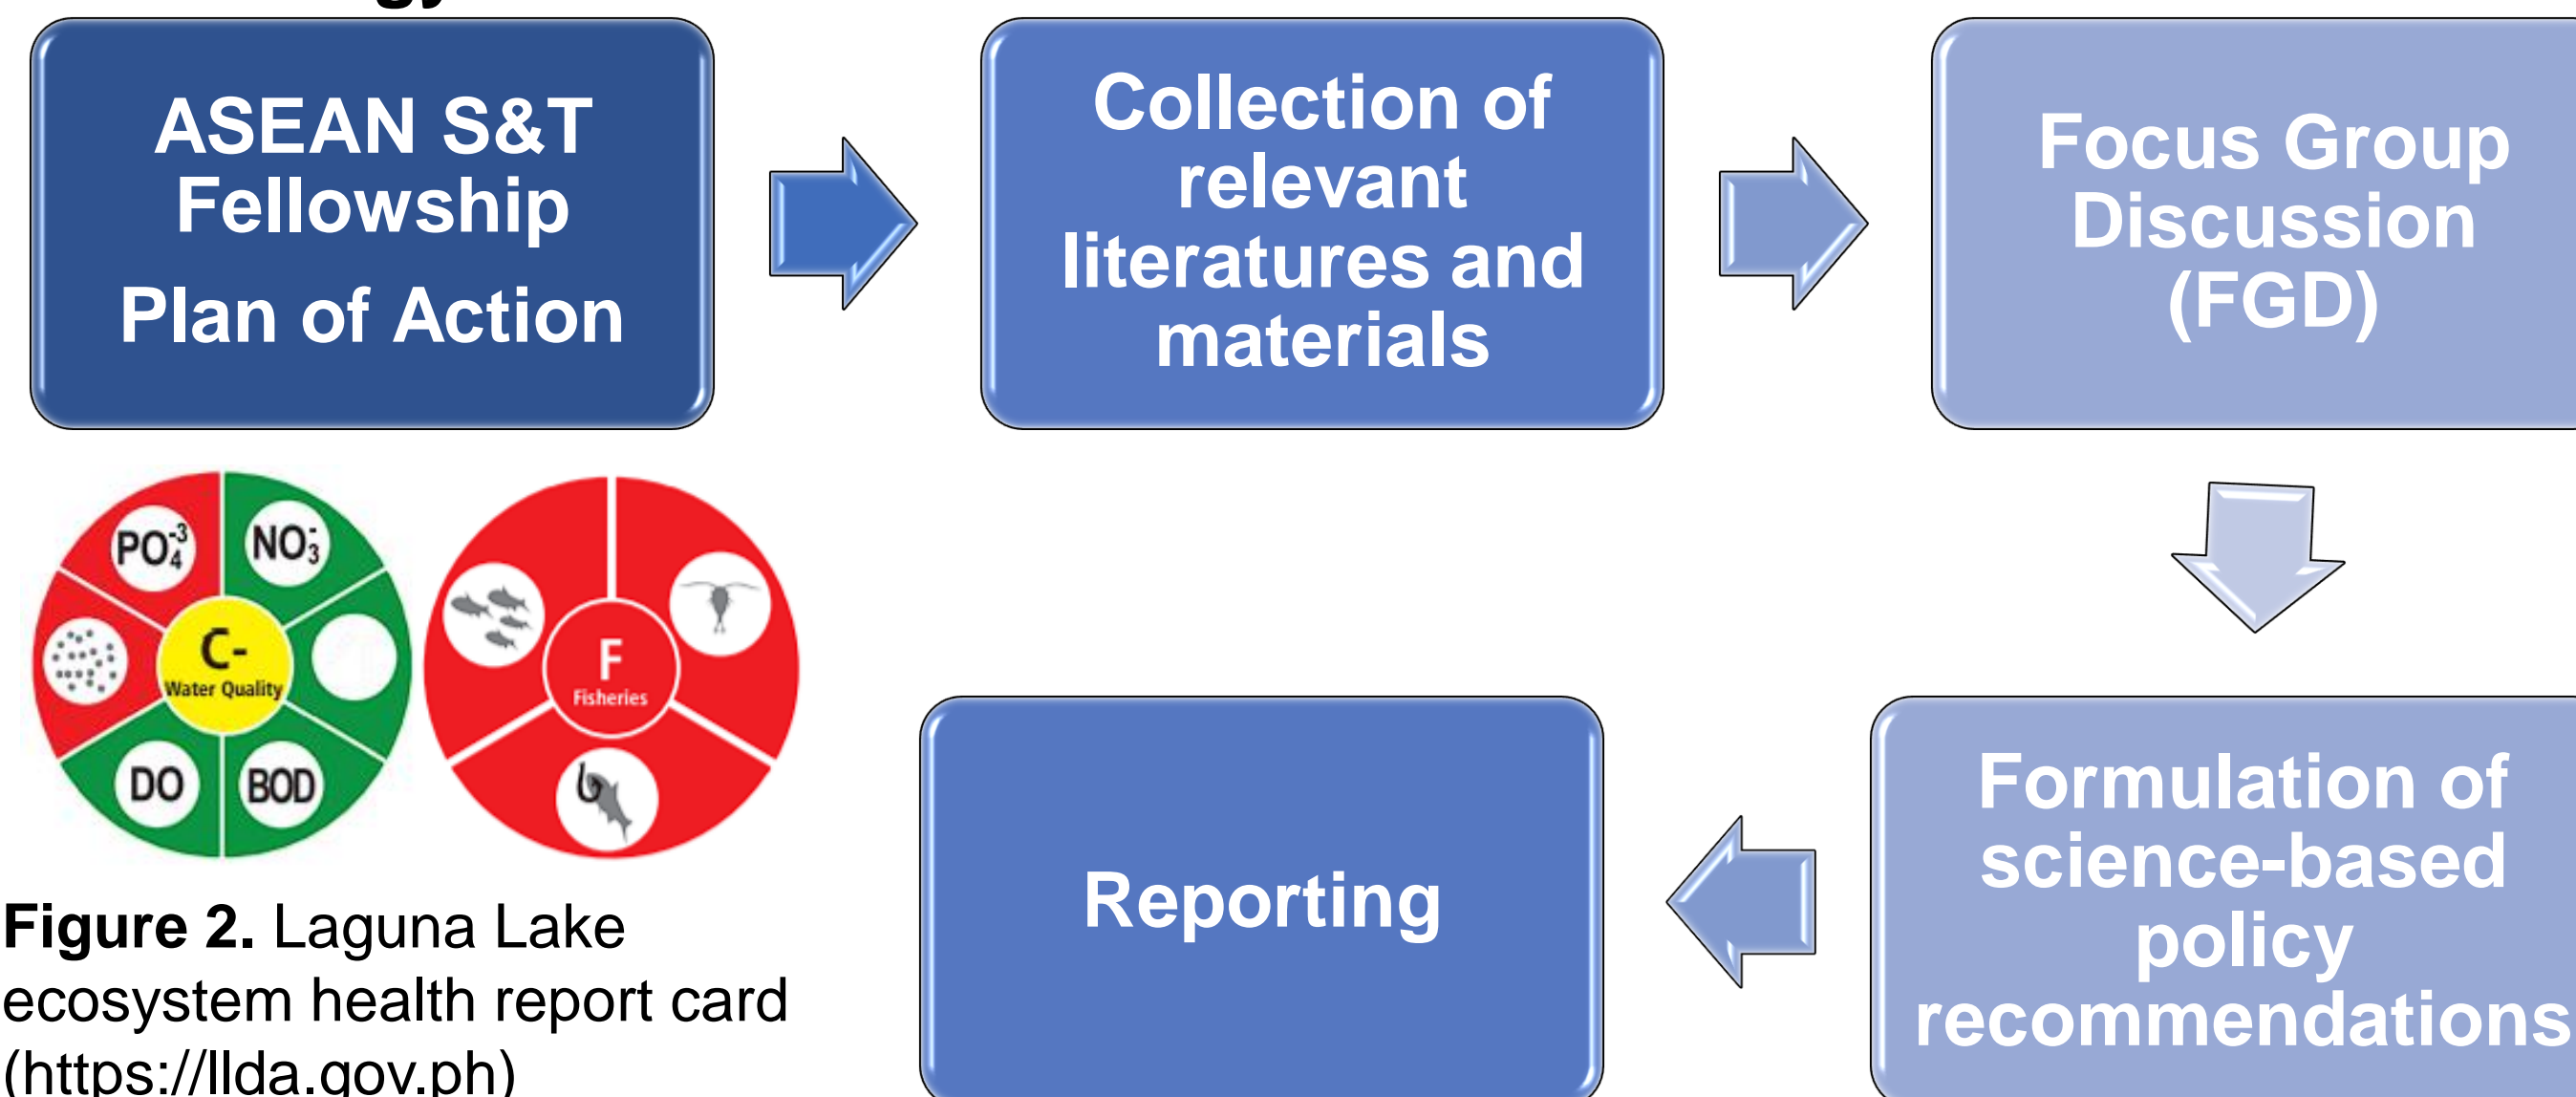 ASEAN S&T
Fellowship
Plan of Action
Collection of
relevant
literatures and
materials
Focus Group
Discussion
(FGD)
PO₄⁻³
NO₃⁻
C-
Water Quality
DO
BOD
F
Fisheries
Figure 2. Laguna Lake
ecosystem health report card
(https://llda.gov.ph)
Reporting
Formulation of
science-based
policy
recommendations